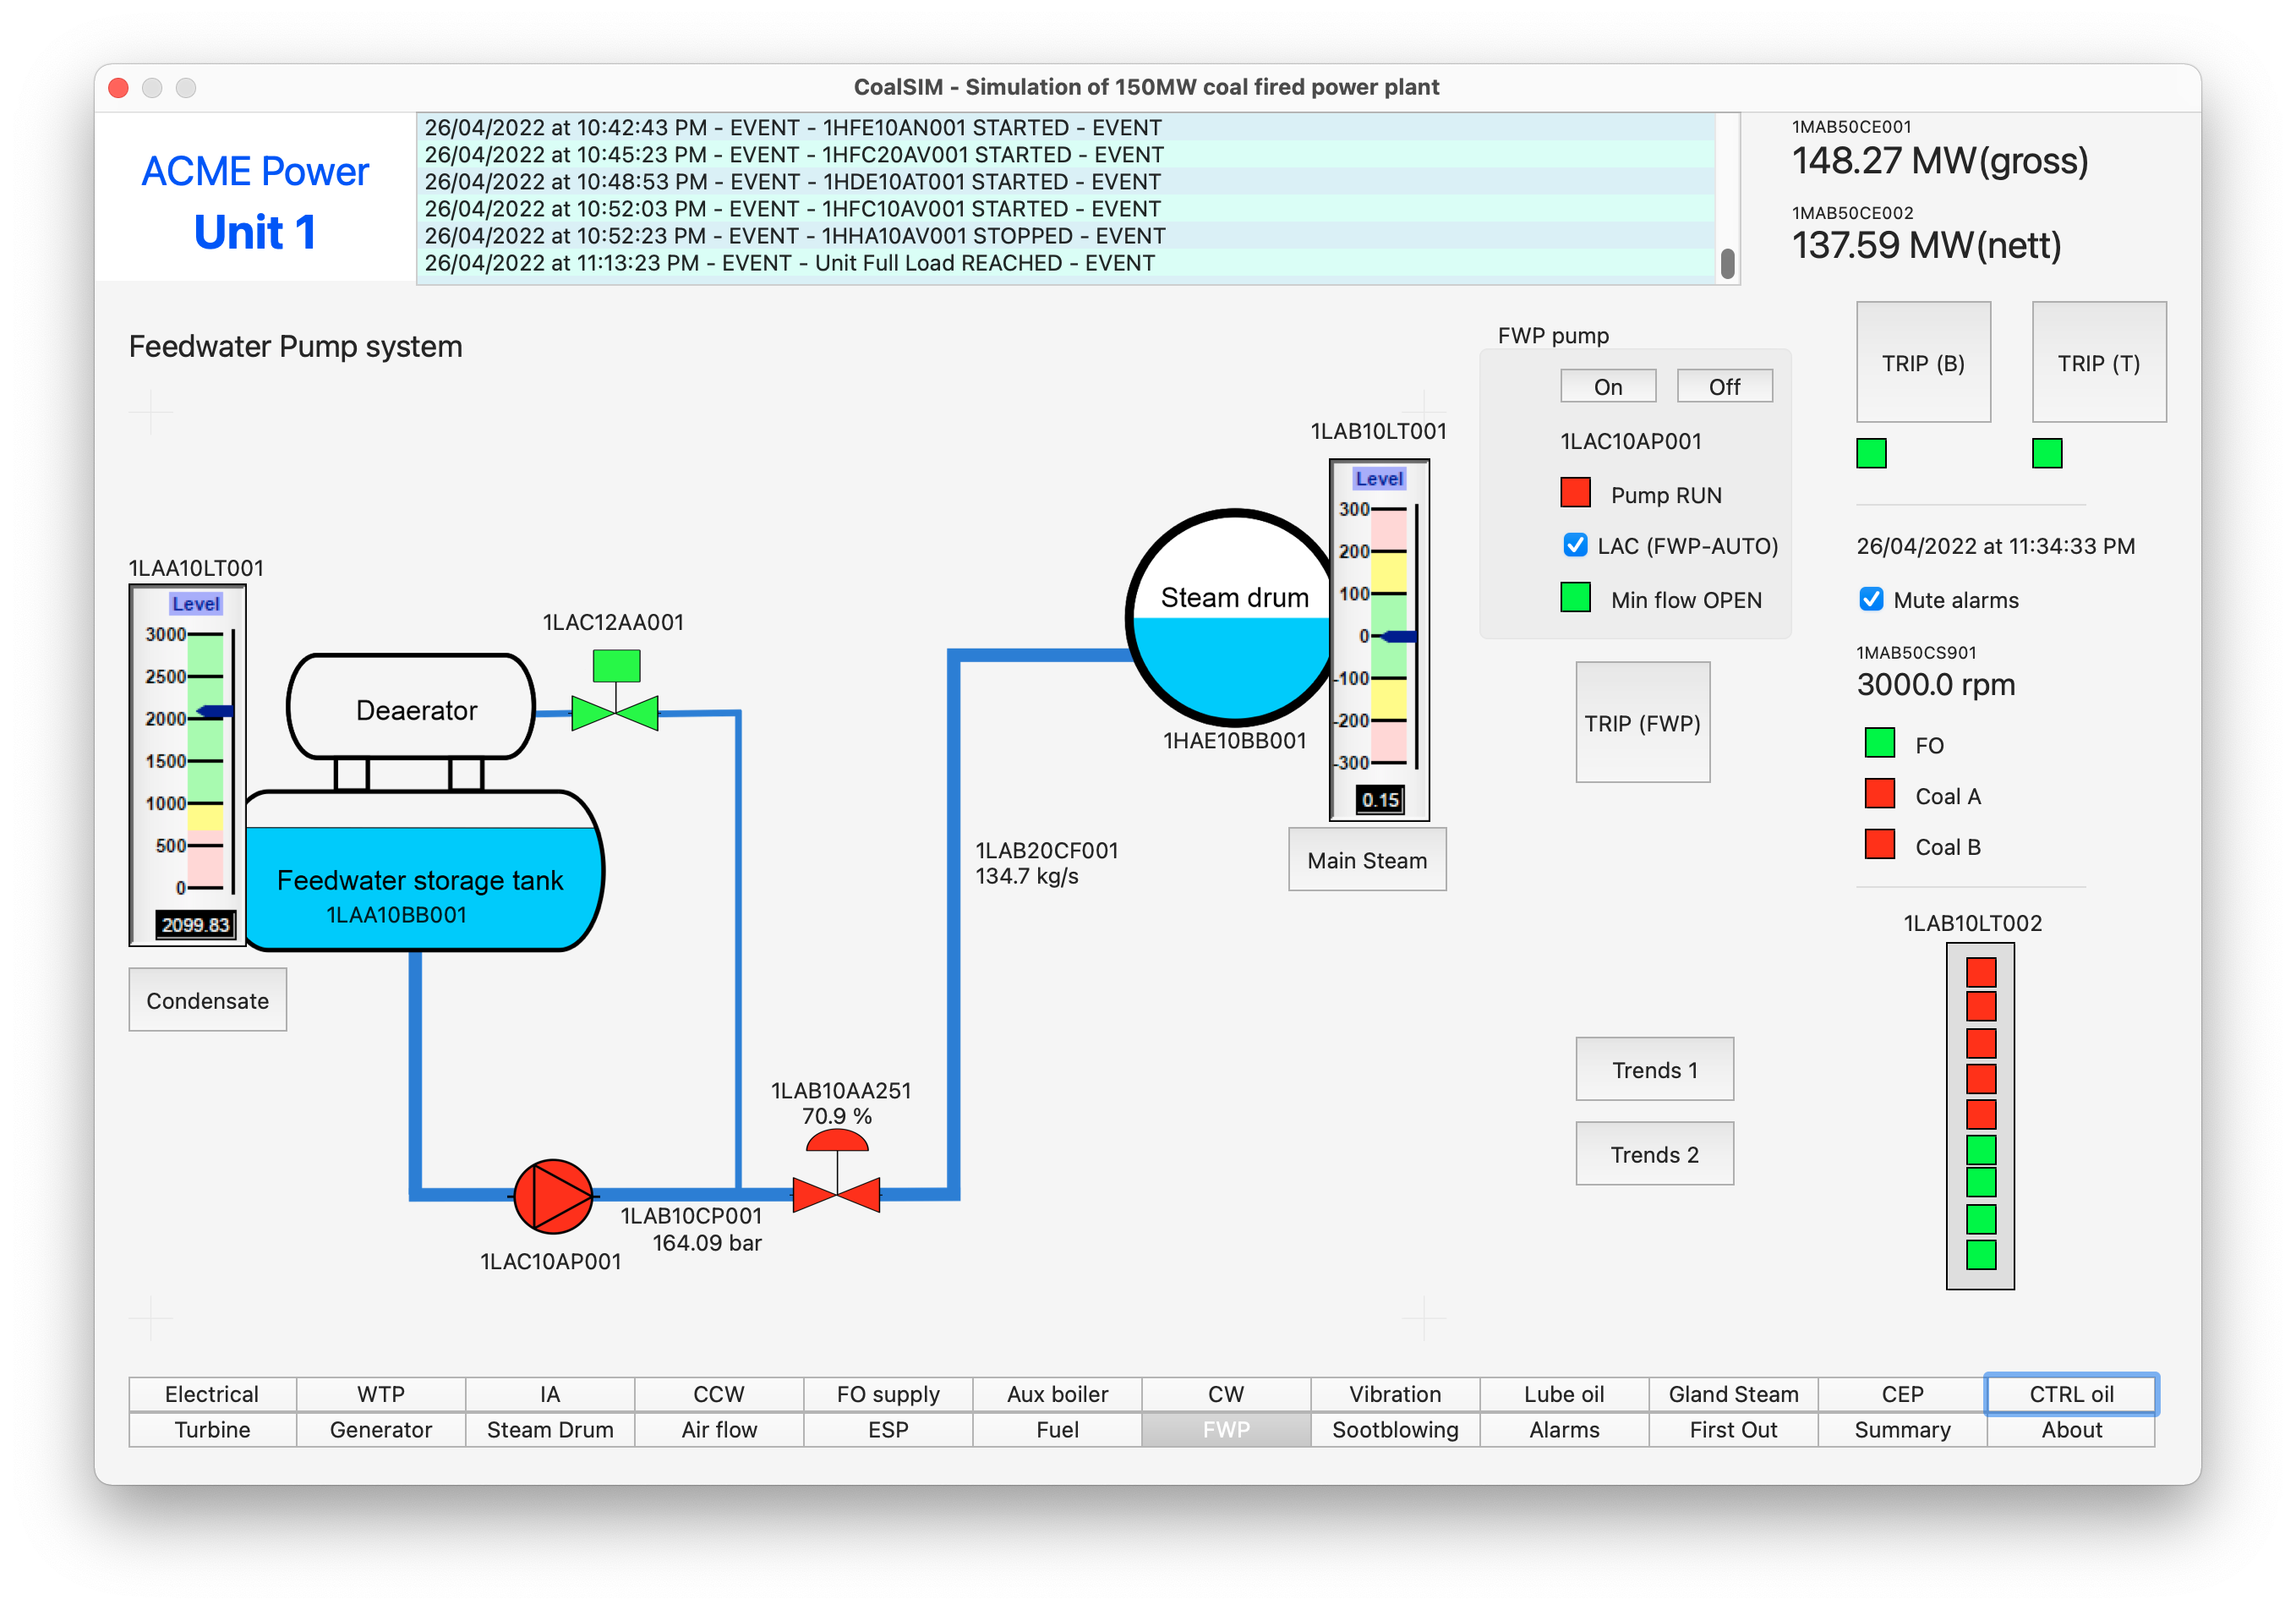 CoalSIM - Simulation of 150MW coal fired power plant
ACME Power
Unit 1
26/04/2022 at 10:42:43 PM - EVENT - 1HFE10AN001 STARTED - EVENT
26/04/2022 at 10:45:23 PM - EVENT - 1HFC20AV001 STARTED - EVENT
26/04/2022 at 10:48:53 PM - EVENT - 1HDE10AT001 STARTED - EVENT
26/04/2022 at 10:52:03 PM - EVENT - 1HFC10AV001 STARTED - EVENT
26/04/2022 at 10:52:23 PM - EVENT - 1HHA10AV001 STOPPED - EVENT
26/04/2022 at 11:13:23 PM - EVENT - Unit Full Load REACHED - EVENT
1MAB50CE001
148.27 MW(gross)
1MAB50CE002
137.59 MW(nett)
Feedwater Pump system
1LAA10LT001
Level
3000
2500
2000
1500
1000
500
0
2099.83
Condensate
Deaerator
1LAC12AA001
Feedwater storage tank
1LAA10BB001
1LAC10AP001
1LAB10CP001
164.09 bar
1LAB10AA251
70.9 %
1LAB20CF001
134.7 kg/s
Steam drum
1HAE10BB001
1LAB10LT001
Level
300
200
100
0
-100
-200
-300
0.15
Main Steam
FWP pump
On Off
1LAC10AP001
Pump RUN
LAC (FWP-AUTO)
Min flow OPEN
TRIP (FWP)
Trends 1
Trends 2
TRIP (B) TRIP (T)
26/04/2022 at 11:34:33 PM
Mute alarms
1MAB50CS901
3000.0 rpm
FO
Coal A
Coal B
1LAB10LT002
Electrical WTP IA CCW FO supply Aux boiler CW Vibration Lube oil Gland Steam CEP CTRL oil
Turbine Generator Steam Drum Air flow ESP Fuel FWP Sootblowing Alarms First Out Summary About